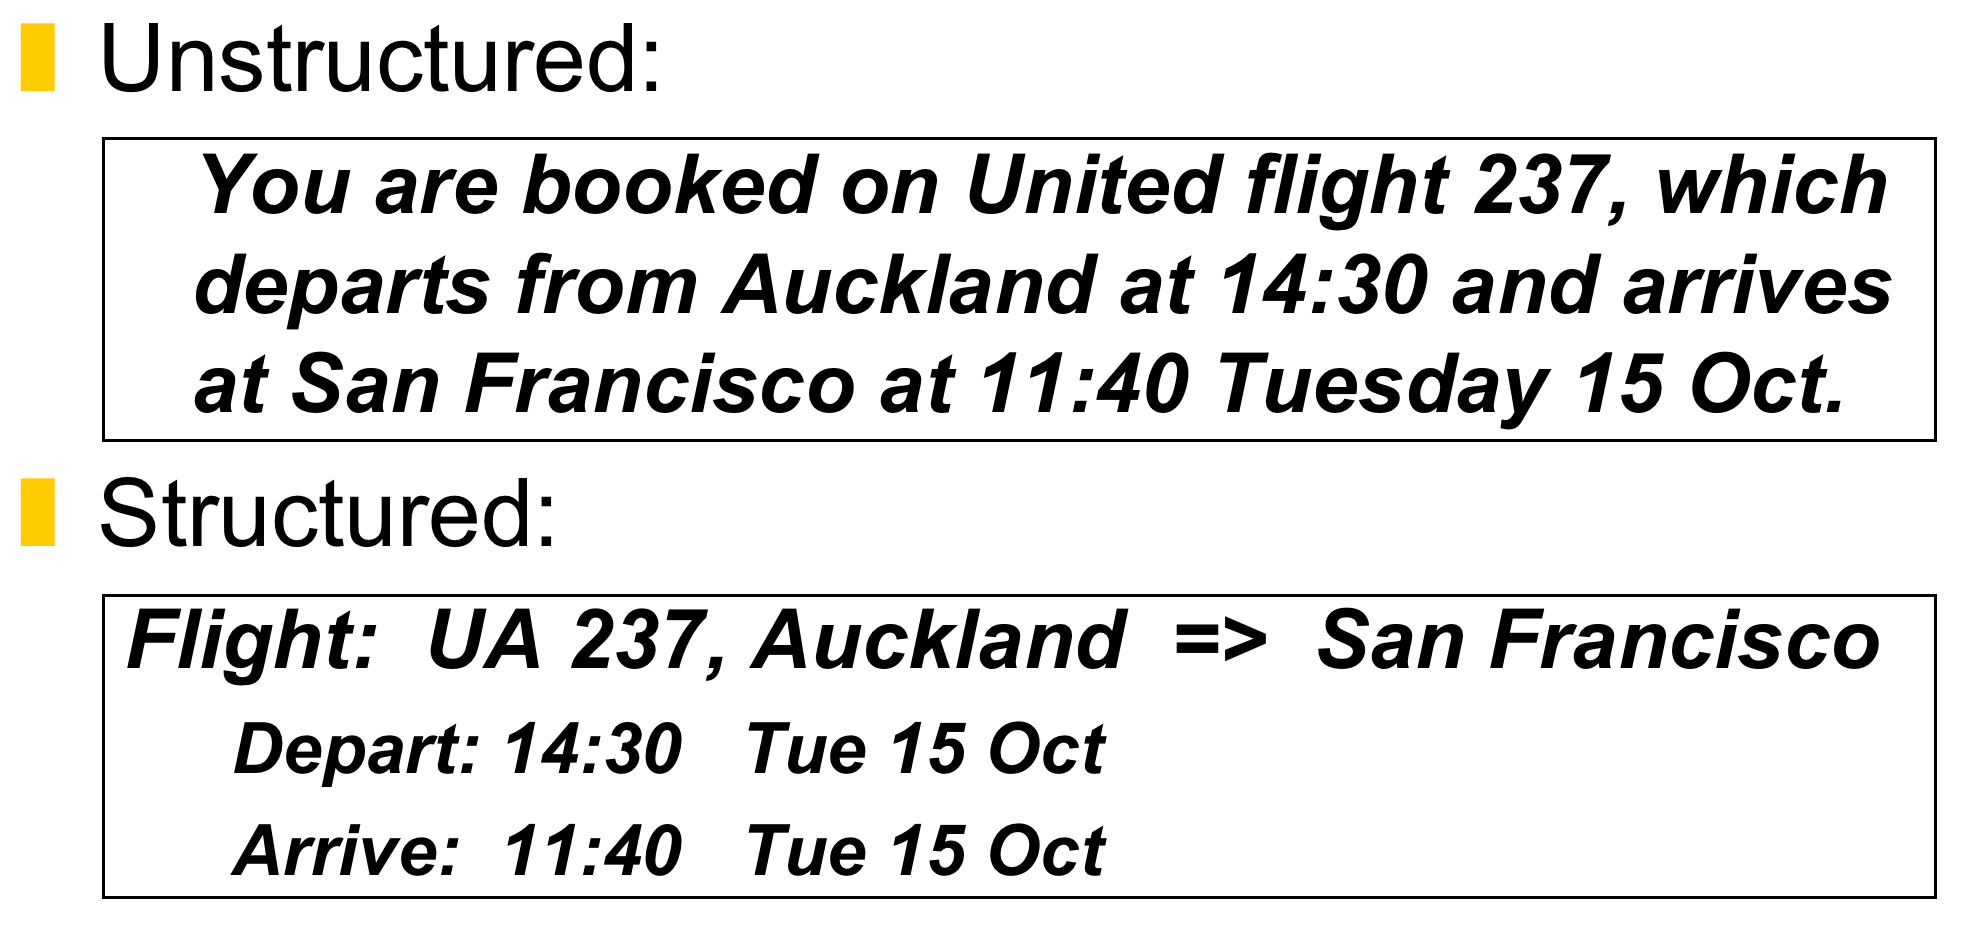 Unstructured:
You are booked on United flight 237, which
departs from Auckland at 14:30 and arrives
at San Francisco at 11:40 Tuesday 15 Oct.
Structured:
Flight: UA 237, Auckland => San Francisco
Depart: 14:30 Tue 15 Oct
Arrive: 11:40 Tue 15 Oct